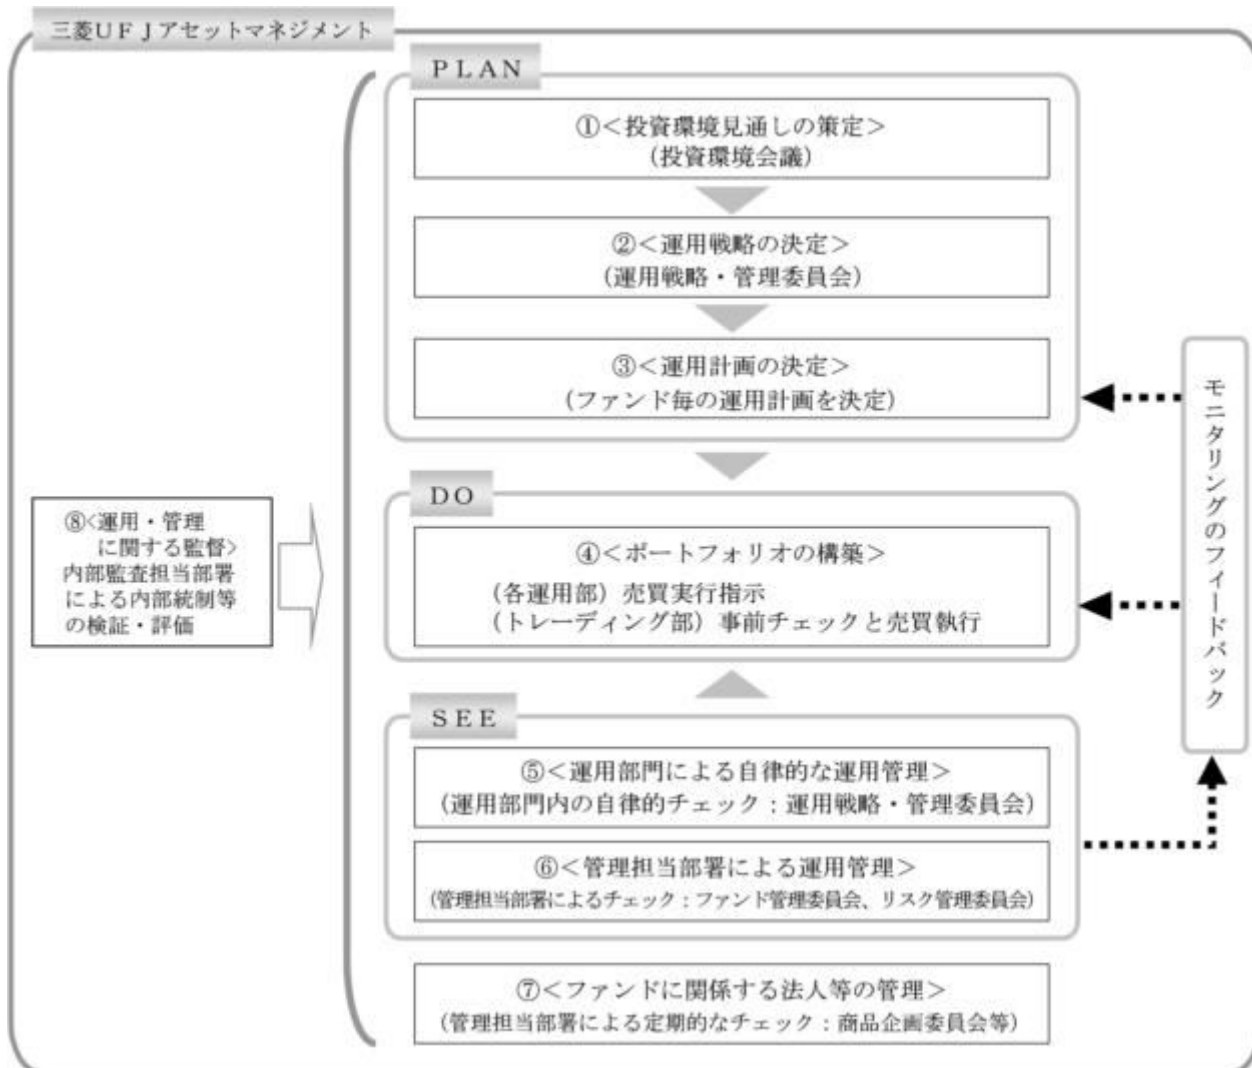 三菱UFJアセットマネジメント
PLAN
①<投資環境見通しの策定>
(投資環境会議)
②<運用戦略の決定>
(運用戦略・管理委員会)
③<運用計画の決定>
(ファンド毎の運用計画を決定)
DO
④<ポートフォリオの構築>
(各運用部)売買実行指示
(トレーディング部)事前チェックと売買執行
SEE
⑤<運用部門による自律的な運用管理>
(運用部門内の自律的チェック:運用戦略・管理委員会)
⑥<管理担当部署による運用管理>
(管理担当部署によるチェック:ファンド管理委員会、リスク管理委員会)
⑦<ファンドに関係する法人等の管理>
(管理担当部署による定期的なチェック:商品企画委員会等)
⑧<運用・管理
に関する監督>
内部監査担当部署
による内部統制等
の検証・評価
モニタリングのフィードバック